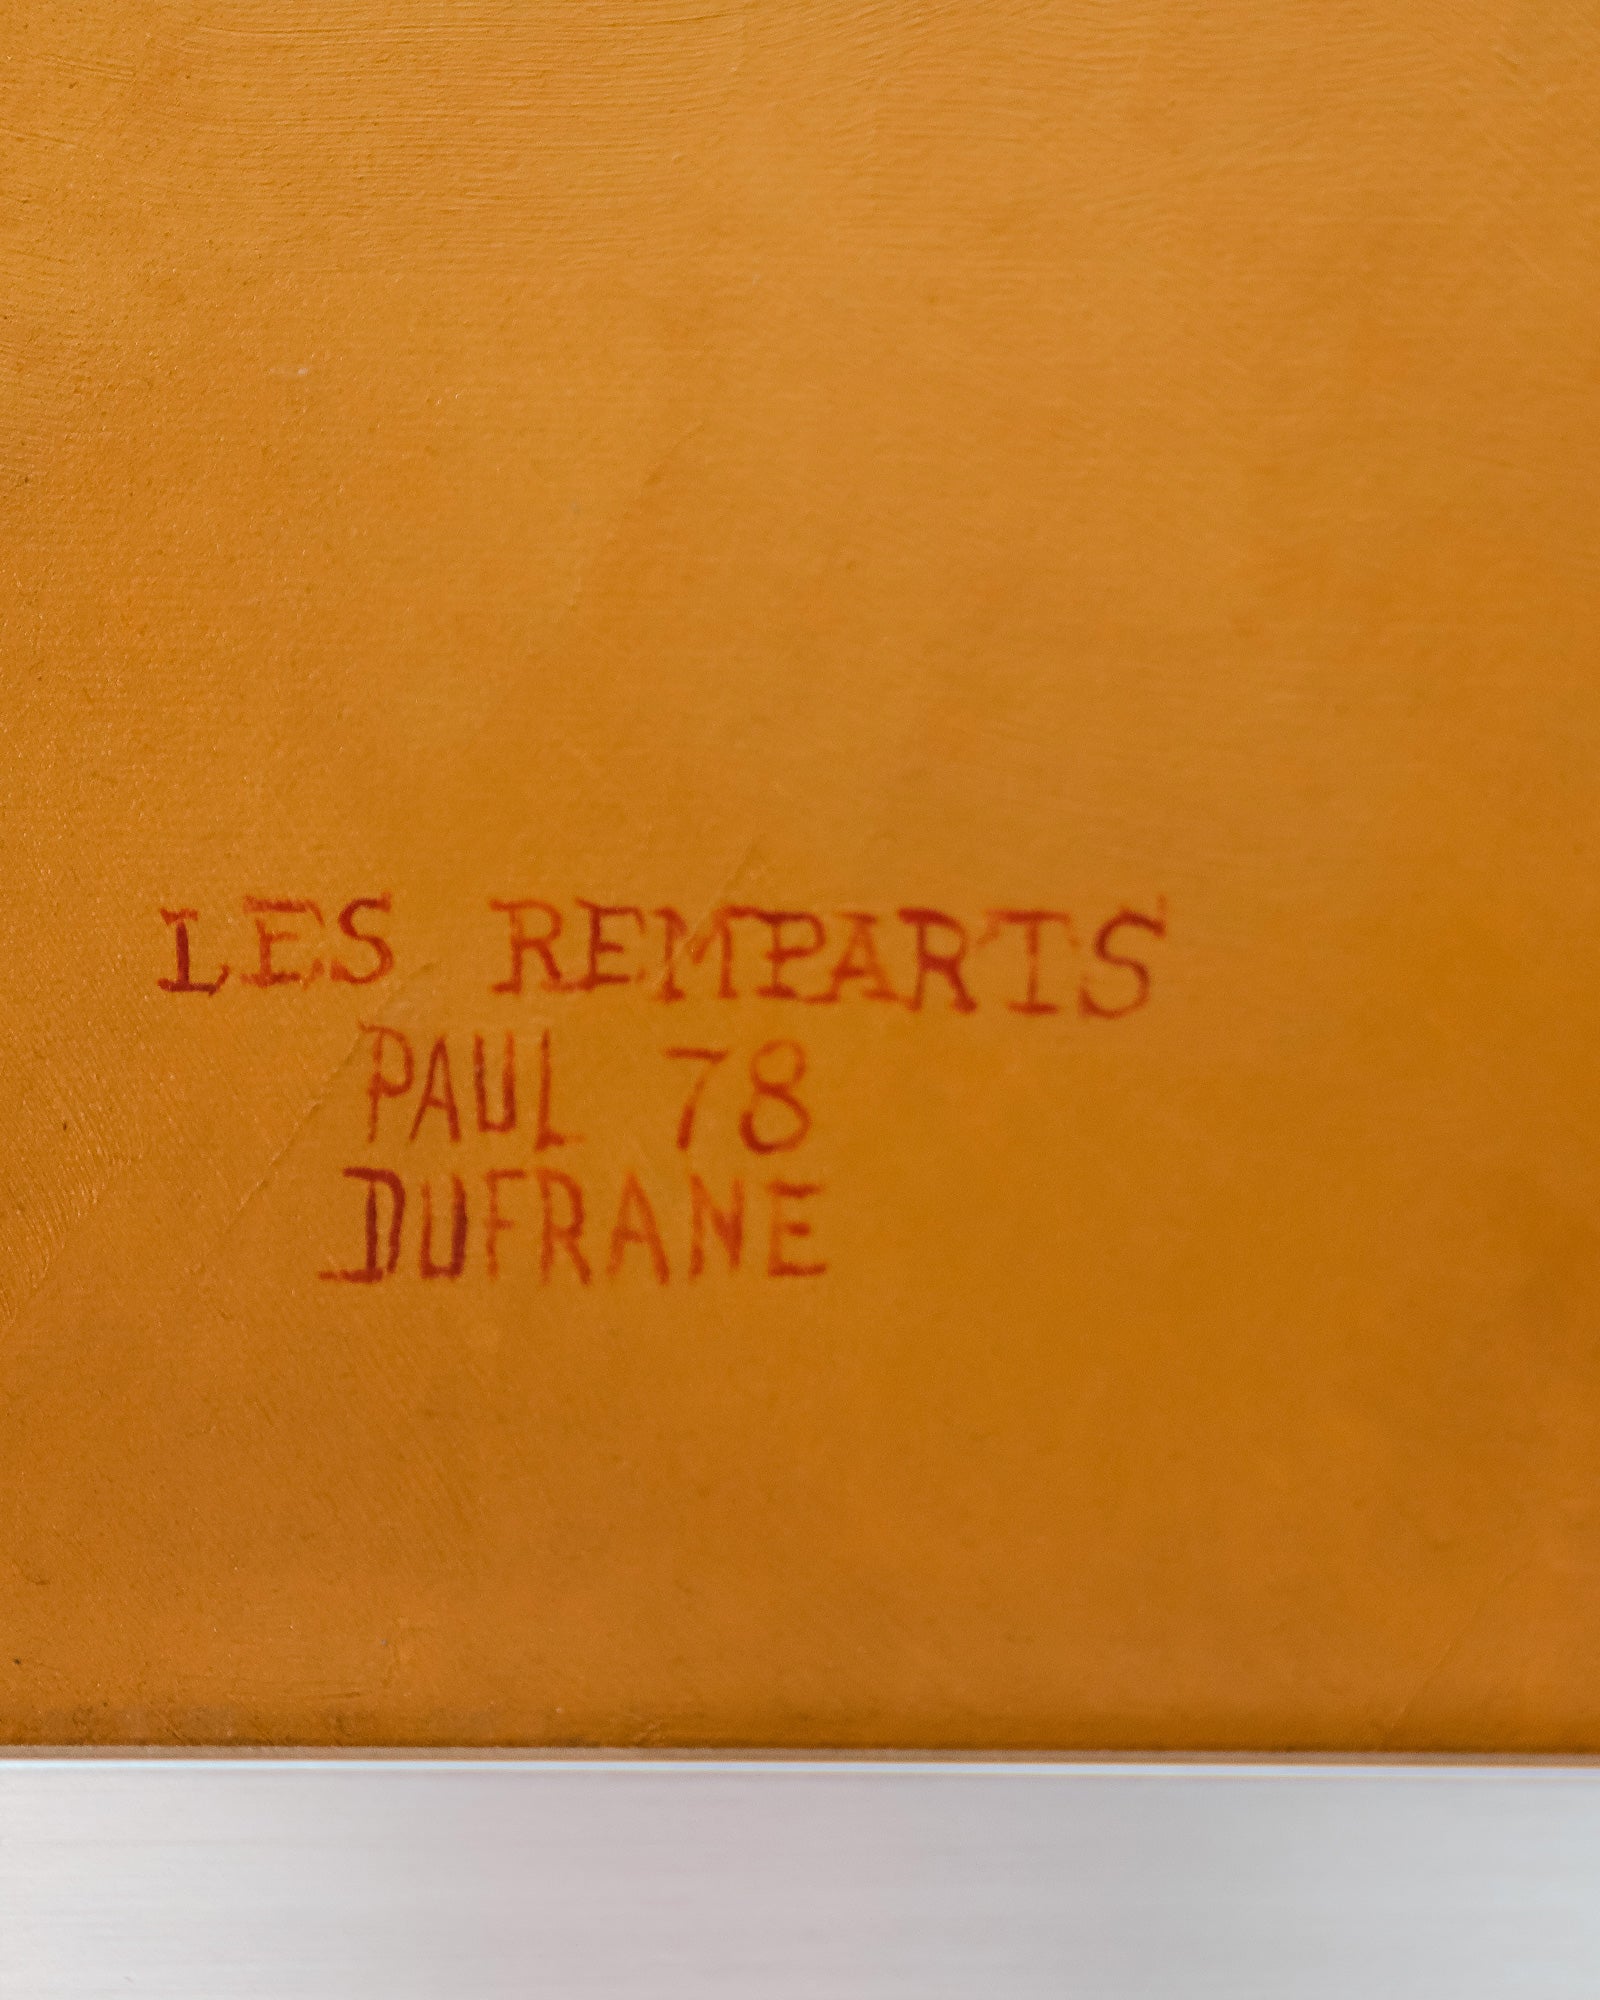 LES REMPARTS
PAUL 78
DUFRANE